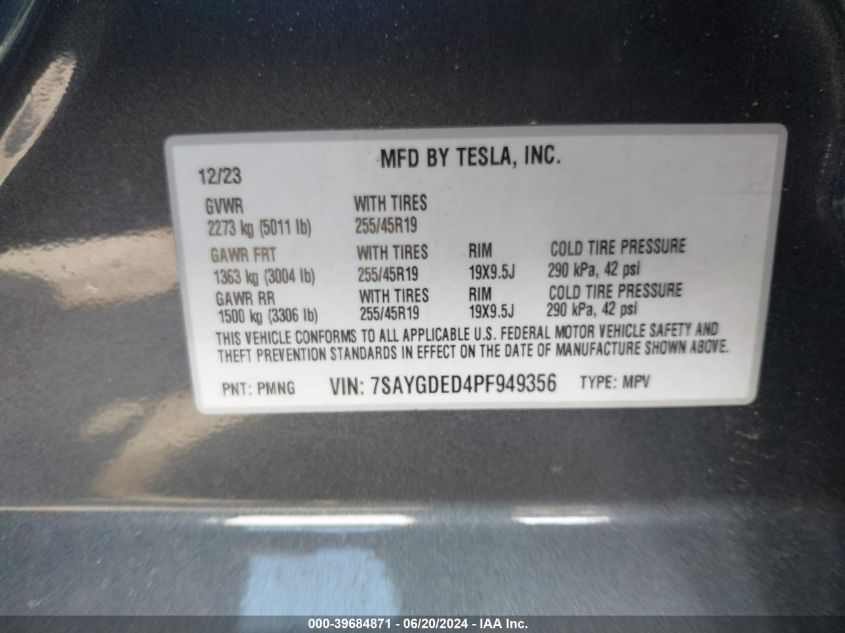 MFD BY TESLA, INC.
12/23
GVWR WITH TIRES
2273 kg (5011 lb) 255/45R19
GAWR FRT WITH TIRES RIM COLD TIRE PRESSURE
1363 kg (3004 lb) 255/45R19 19X9.5J 290 kPa, 42 psi
GAWR RR WITH TIRES RIM COLD TIRE PRESSURE
1500 kg (3306 lb) 255/45R19 19X9.5J 290 kPa, 42 psi
THIS VEHICLE CONFORMS TO ALL APPLICABLE U.S. FEDERAL MOTOR VEHICLE SAFETY AND
THEFT PREVENTION STANDARDS IN EFFECT ON THE DATE OF MANUFACTURE SHOWN ABOVE.
PNT: PMNG VIN: 7SAYGDED4PF949356 TYPE: MPV
000-39684871 - 06/20/2024 - IAA Inc.